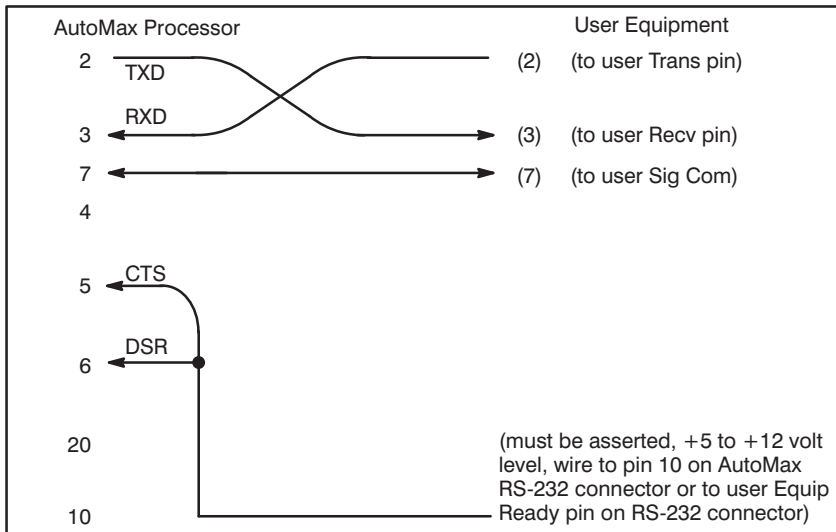 AutoMax Processor
User Equipment
2
TXD
(2) (to user Trans pin)
RXD
3
(3) (to user Recv pin)
7
(7) (to user Sig Com)
4
5
CTS
6
DSR
20
(must be asserted, +5 to +12 volt
level, wire to pin 10 on AutoMax
RS-232 connector or to user Equip
Ready pin on RS-232 connector)
10